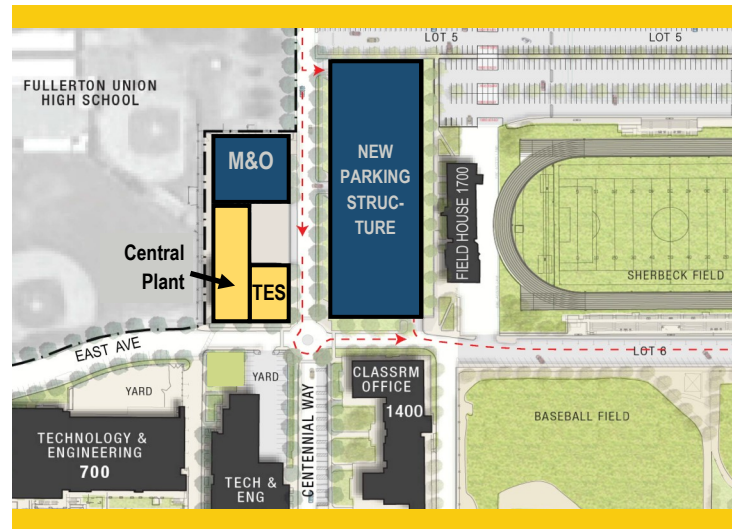 LOT 5
LOT 5
FULLERTON UNION
HIGH SCHOOL
M&O
NEW
PARKING
STRUC-
TURE
FIELD HOUSE 1700
Central
Plant
TES
SHERBECK FIELD
EAST AVE
LOT 6
YARD
YARD
CENTENNIAL WAY
CLASSRM
OFFICE
1400
BASEBALL FIELD
TECHNOLOGY &
ENGINEERING
700
TECH &
ENG